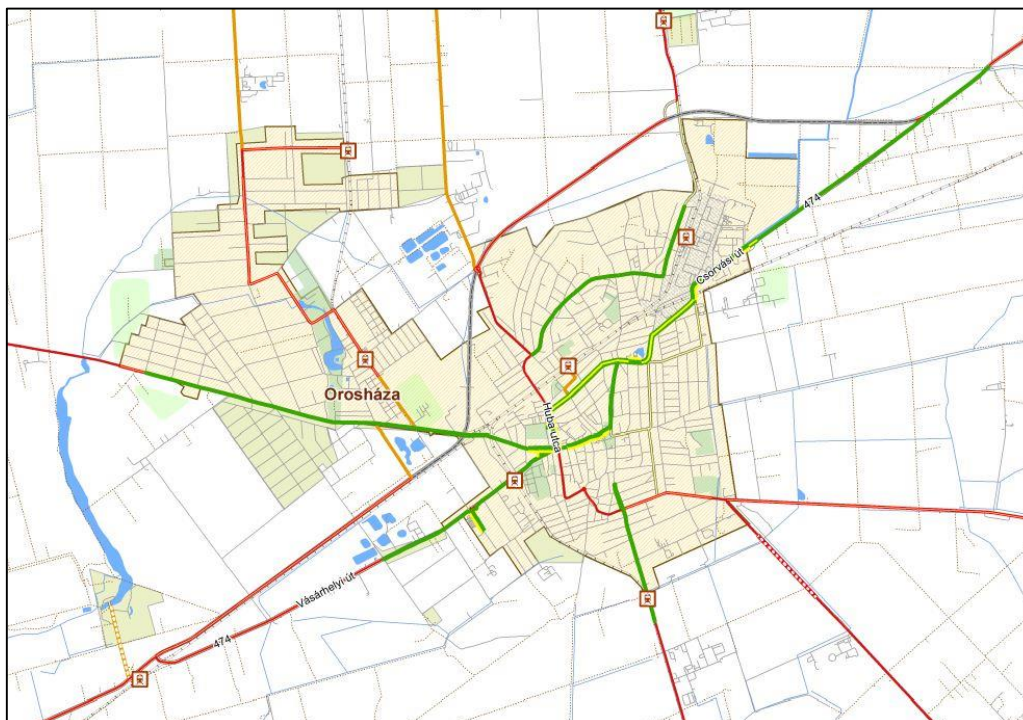 474
Csorvási út
Orosháza
Huba utca
Vásárhelyi út
474